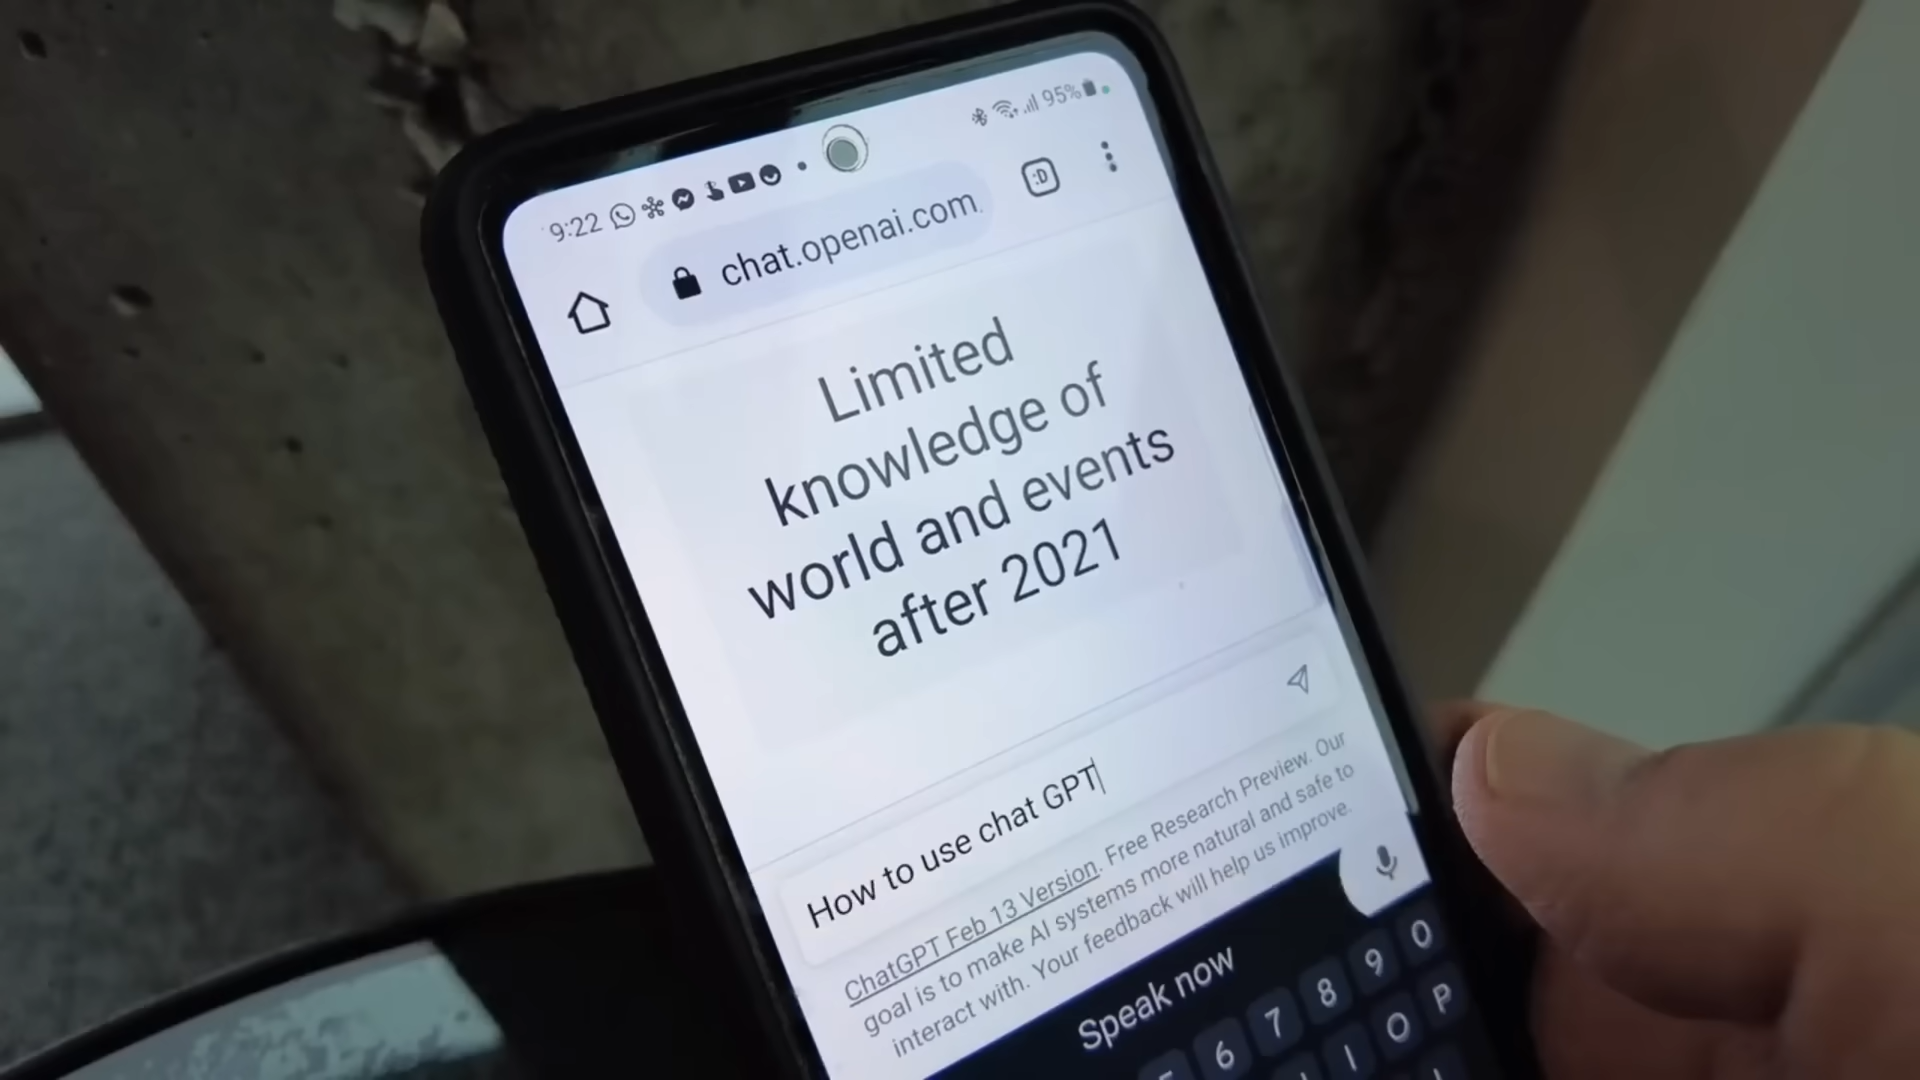 9:22 95%
chat.openai.com
:D
Limited
knowledge of
world and events
after 2021
How to use chat GPT
ChatGPT Feb 13 Version. Free Research Preview. Our
goal is to make AI systems more natural and safe to
interact with. Your feedback will help us improve.
Speak now
6 7 8 9 0
I O P